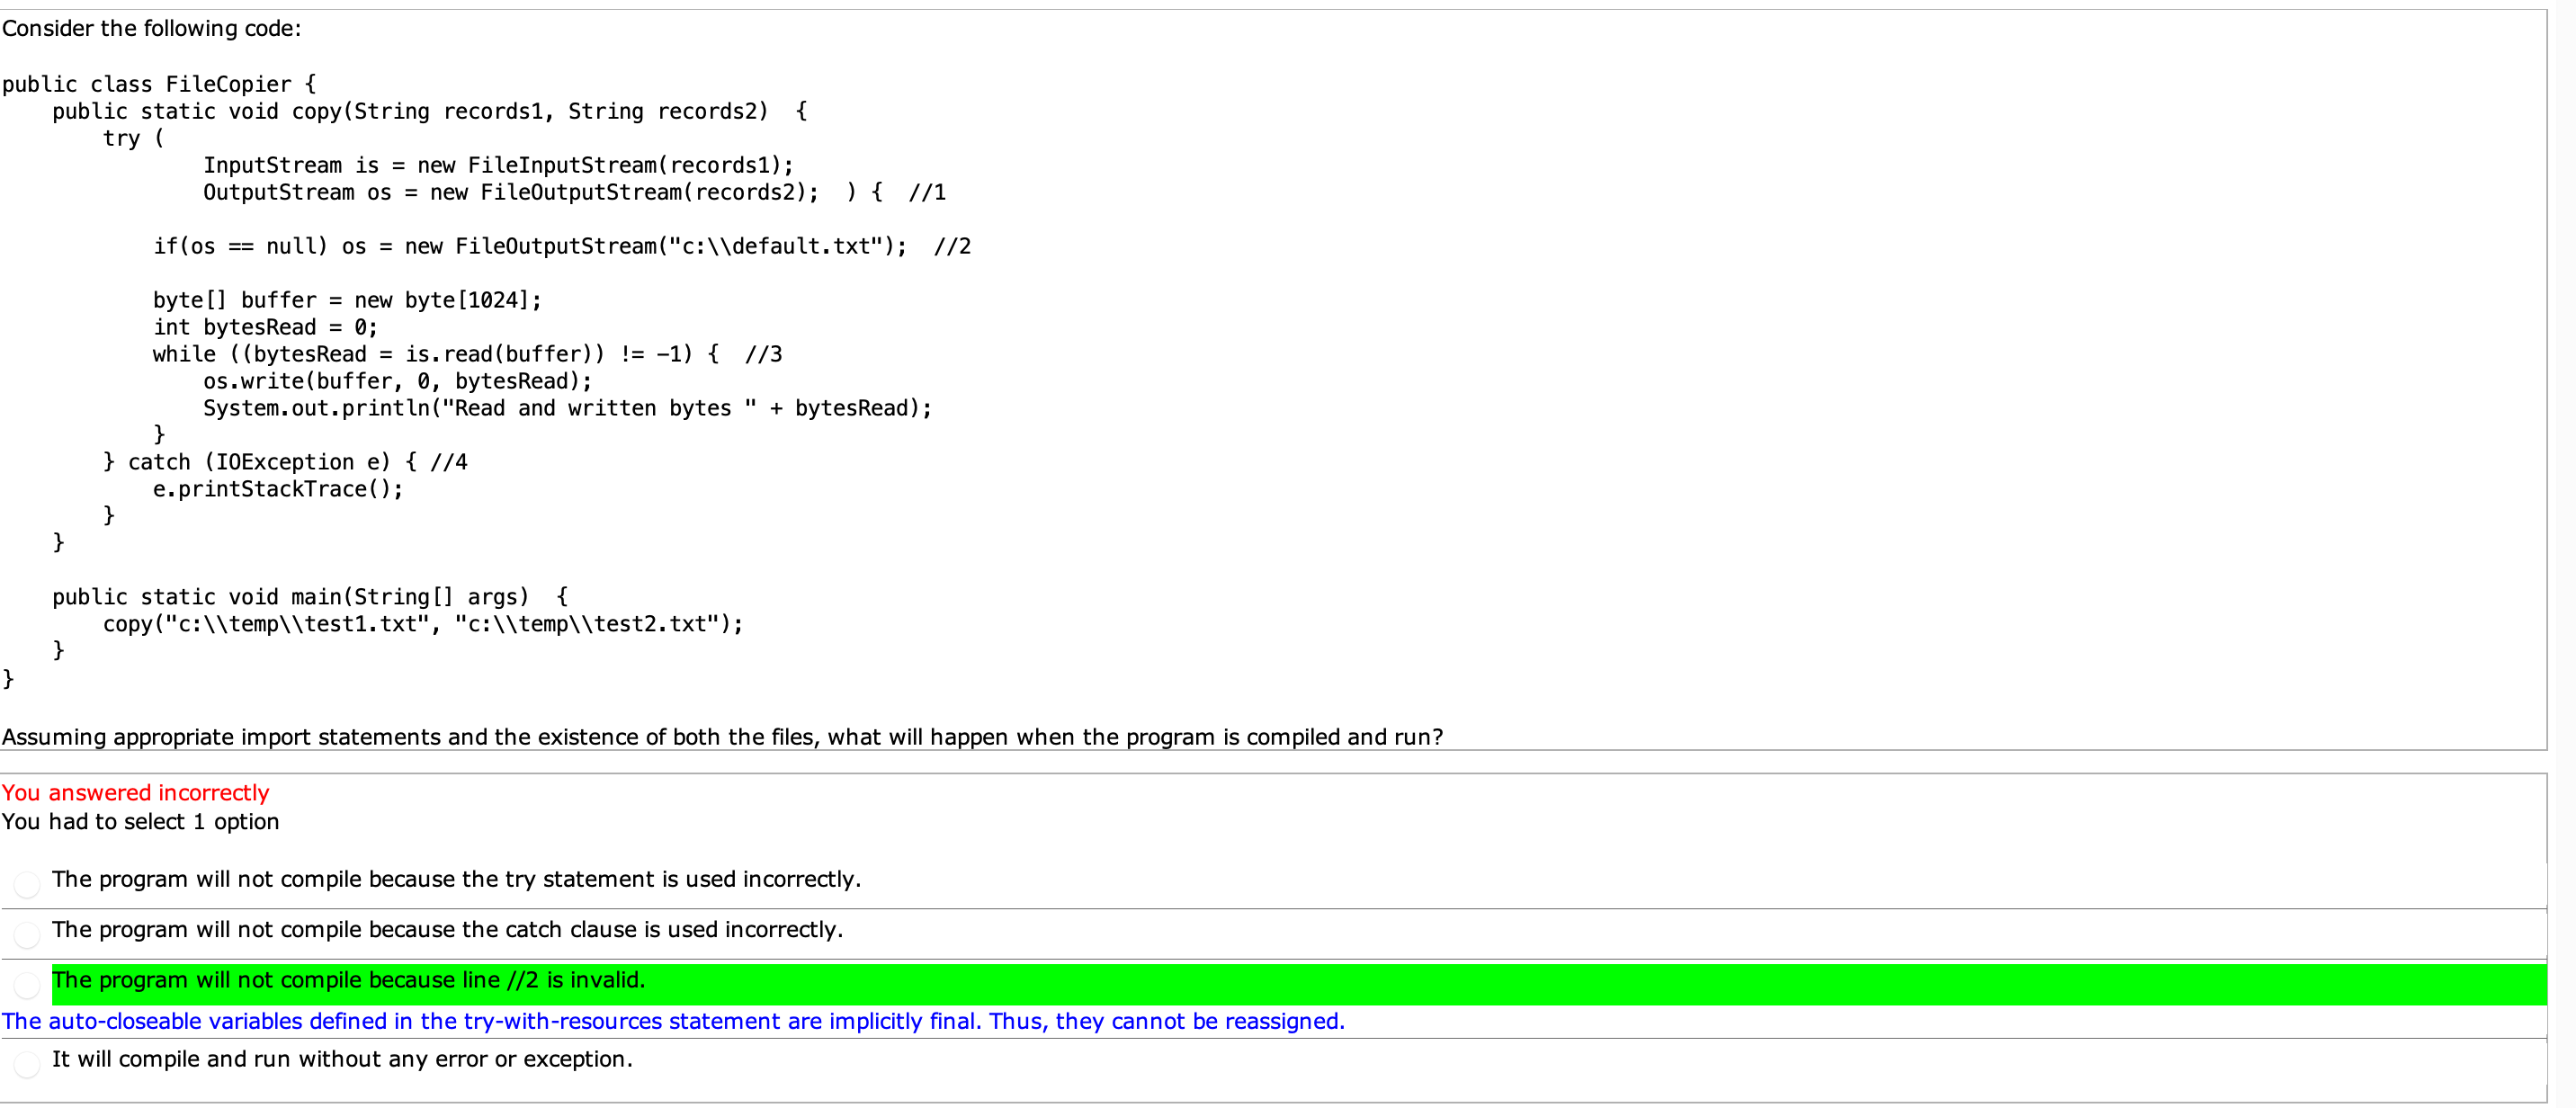 Consider the following code:
public class FileCopier {
    public static void copy(String records1, String records2)  {
        try (
                InputStream is = new FileInputStream(records1);
                OutputStream os = new FileOutputStream(records2);  ) {  //1
            if(os == null) os = new FileOutputStream("c:\\default.txt");  //2
            byte[] buffer = new byte[1024];
            int bytesRead = 0;
            while ((bytesRead = is.read(buffer)) != -1) {  //3
                os.write(buffer, 0, bytesRead);
                System.out.println("Read and written bytes " + bytesRead);
            }
        } catch (IOException e) { //4
            e.printStackTrace();
        }
    }
    public static void main(String[] args)  {
        copy("c:\\temp\\test1.txt", "c:\\temp\\test2.txt");
    }
}
Assuming appropriate import statements and the existence of both the files, what will happen when the program is compiled and run?
You answered incorrectly
You had to select 1 option
The program will not compile because the try statement is used incorrectly.
The program will not compile because the catch clause is used incorrectly.
The program will not compile because line //2 is invalid.
The auto-closeable variables defined in the try-with-resources statement are implicitly final. Thus, they cannot be reassigned.
It will compile and run without any error or exception.